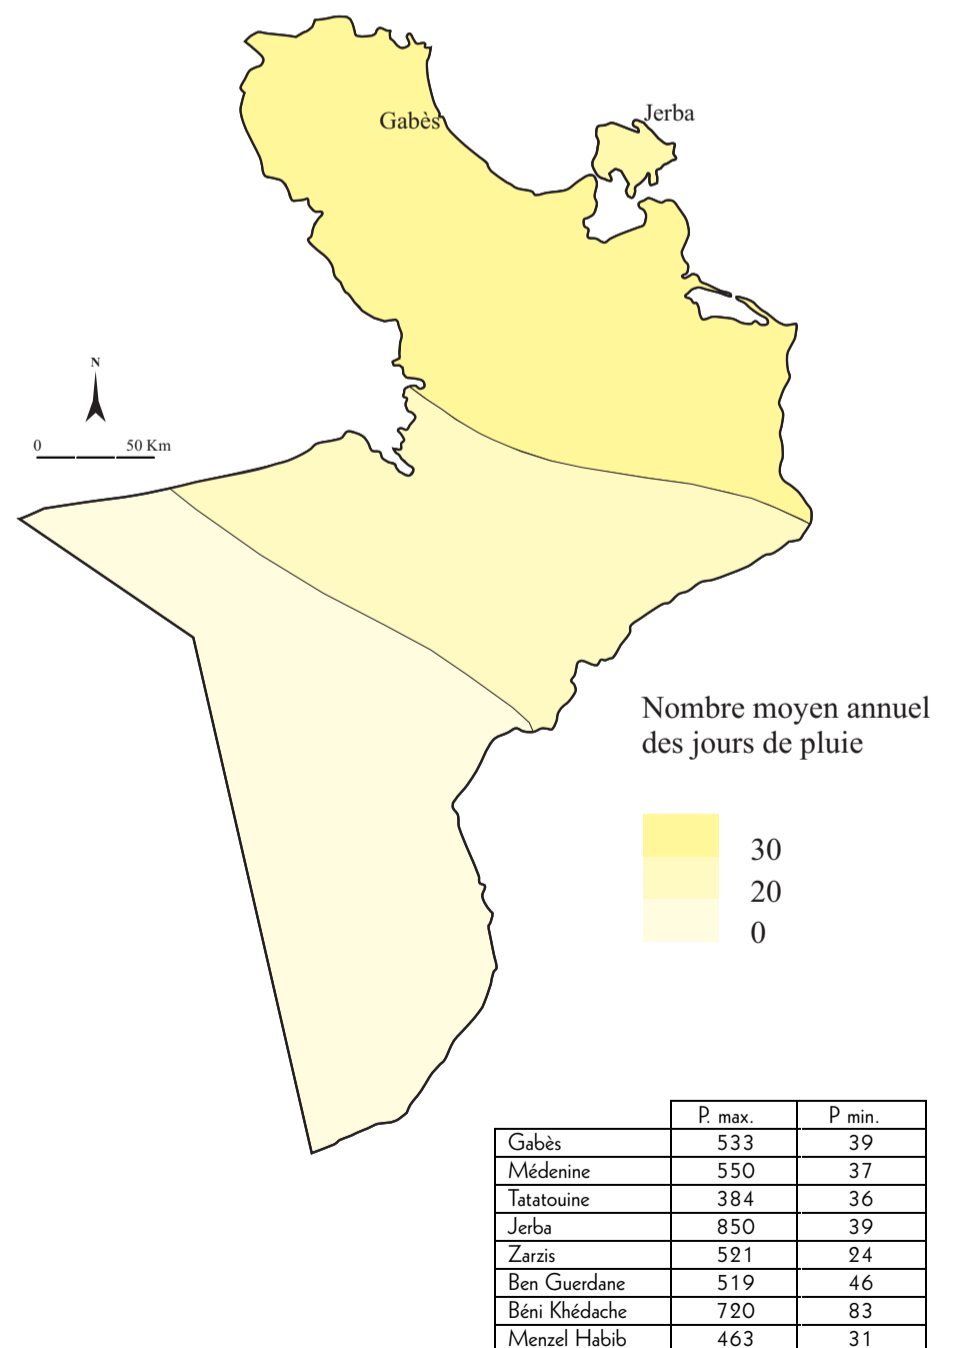 Gabès
Jerba
N
0 50 Km
Nombre moyen annuel
des jours de pluie
30
20
0
P. max. P min.
Gabès 533 39
Médenine 550 37
Tatatouine 384 36
Jerba 850 39
Zarzis 521 24
Ben Guerdane 519 46
Béni Khédache 720 83
Menzel Habib 463 31